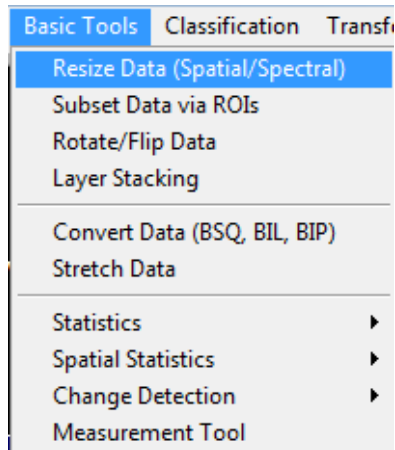 Basic Tools Classification Transf
Resize Data (Spatial/Spectral)
Subset Data via ROIs
Rotate/Flip Data
Layer Stacking
Convert Data (BSQ, BIL, BIP)
Stretch Data
Statistics
Spatial Statistics
Change Detection
Measurement Tool